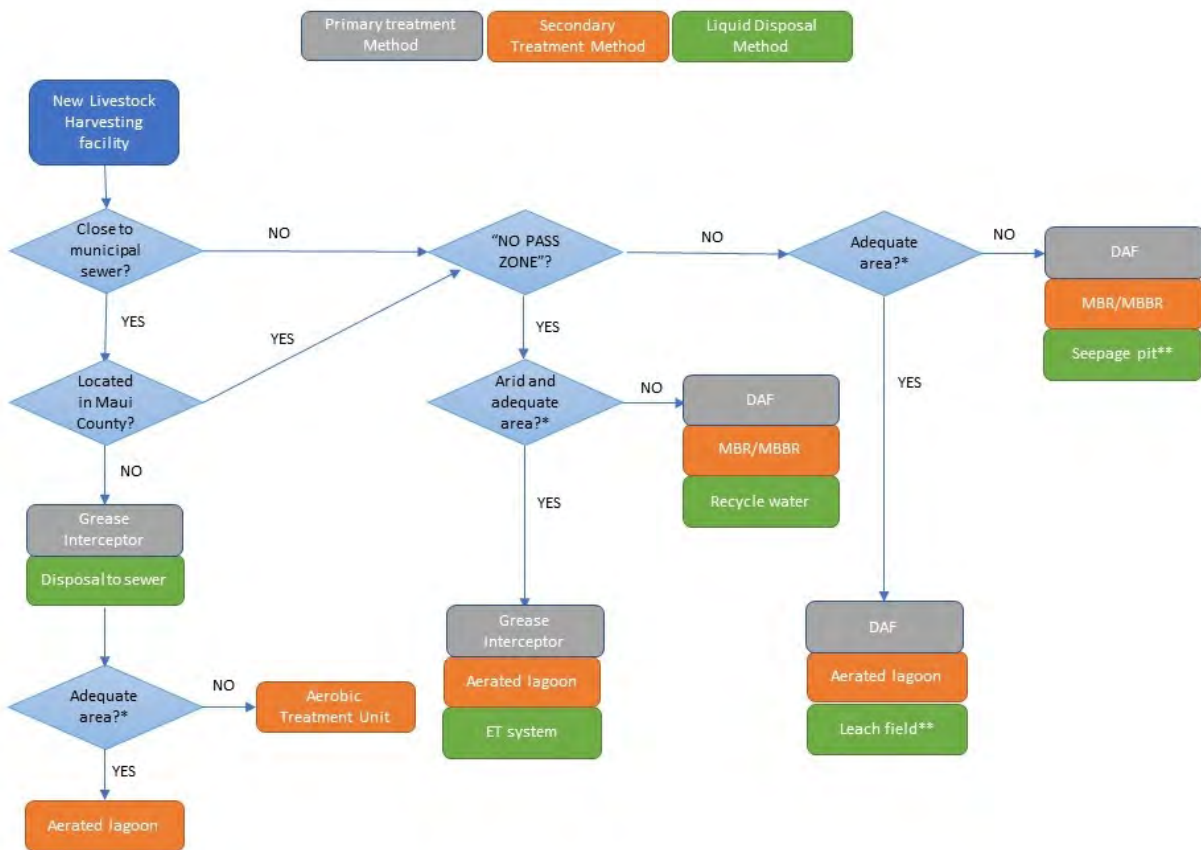 Primary treatment
Method
Secondary
Treatment Method
Liquid Disposal
Method
New Livestock
Harvesting
facility
Close to
municipal
sewer?
NO
"NO PASS
ZONE"?
NO
Adequate
area?*
NO
DAF
MBR/MBBR
Seepage pit**
YES
YES
YES
YES
Located
in Maui
County?
Arid and
adequate
area?*
NO
DAF
MBR/MBBR
Recycle water
NO
YES
Grease
Interceptor
Disposal to sewer
Grease
Interceptor
Aerated lagoon
ET system
DAF
Aerated lagoon
Leach field**
Adequate
area?*
NO
Aerobic
Treatment Unit
YES
Aerated lagoon